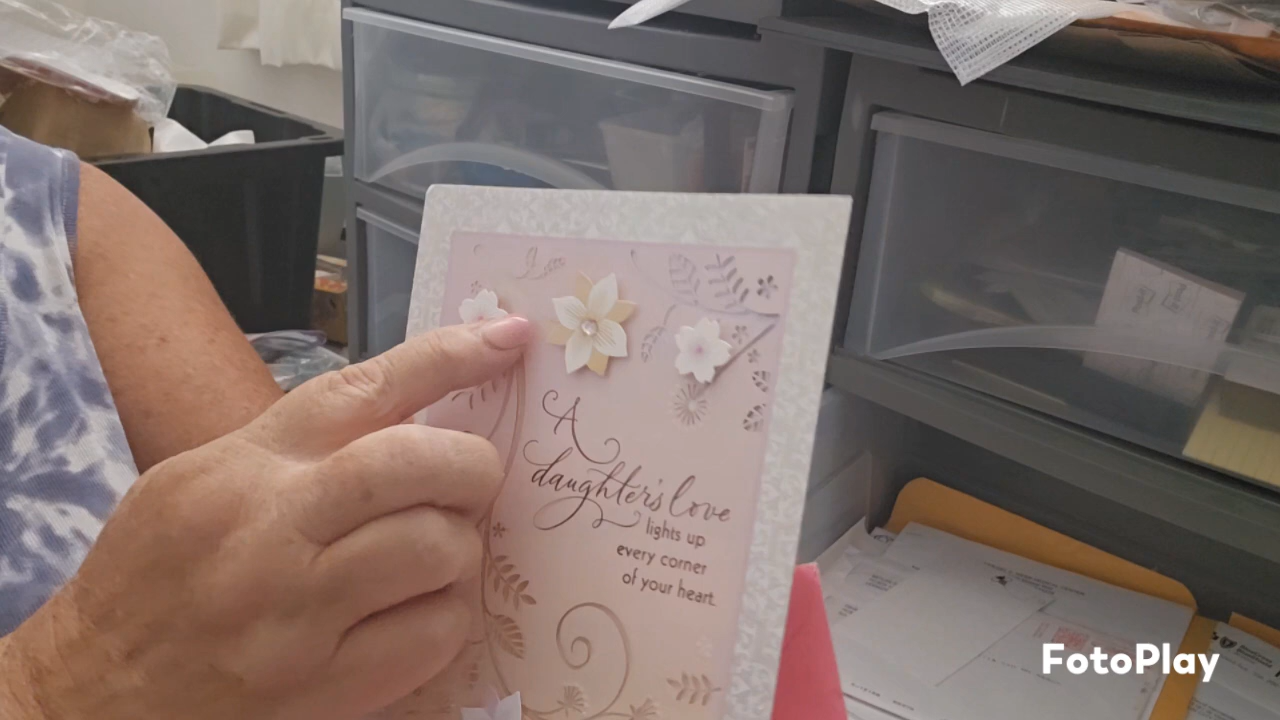 A
daughter's love
lights up
every corner
of your heart.
FotoPlay